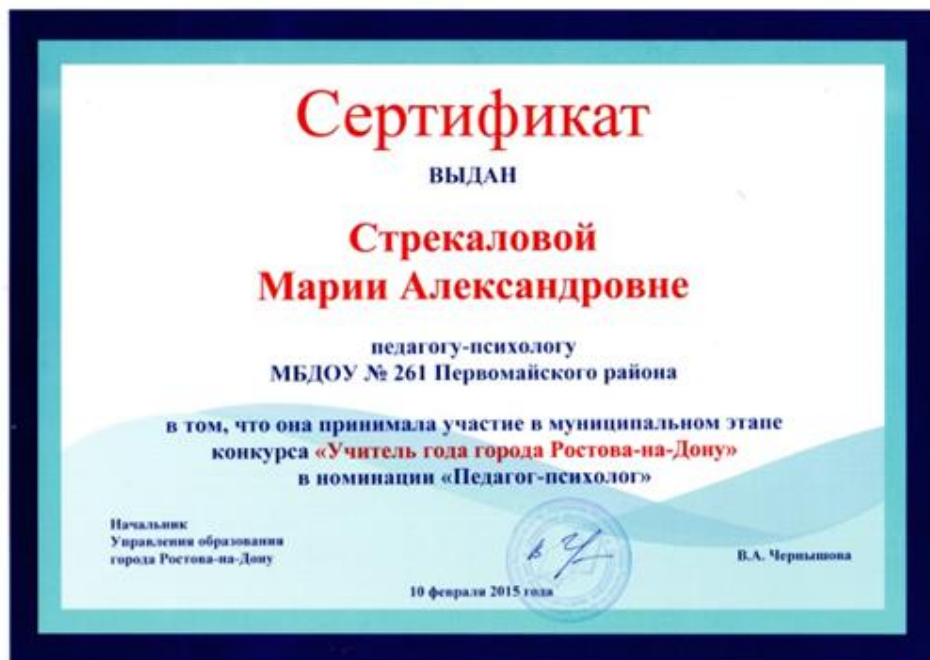 Сертификат
ВЫДАН
Стрекаловой
Марии Александровне
педагогу-психологу
МБДОУ № 261 Первомайского района
в том, что она принимала участие в муниципальном этапе
конкурса «Учитель года города Ростова-на-Дону»
в номинации «Педагог-психолог»
Начальник
Управления образования
города Ростова-на-Дону
В.А. Чернышова
10 февраля 2015 года